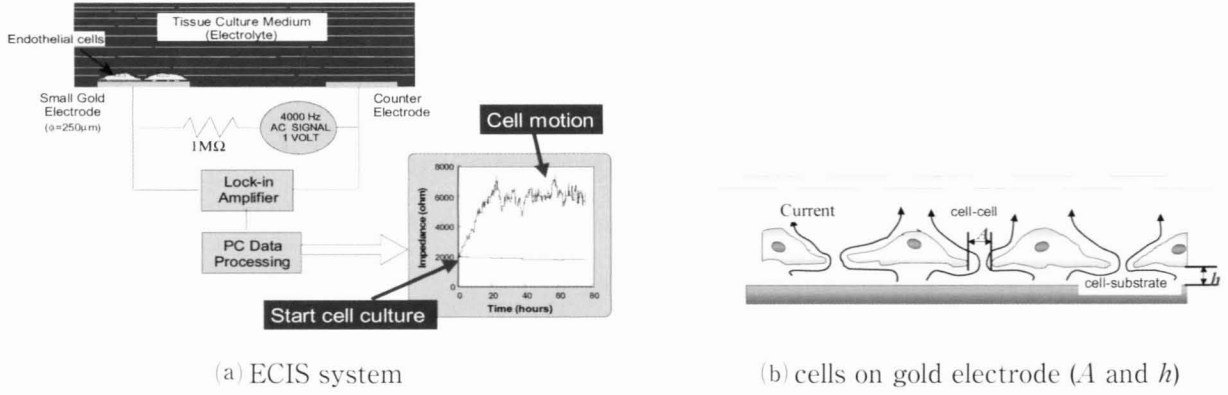 Tissue Culture Medium
(Electrolyte)
Endothelial cells
Small Gold
Electrode
(ϕ=250μm)
Counter
Electrode
4000 Hz
AC SIGNAL
1 VOLT
1MΩ
Lock-in
Amplifier
PC Data
Processing
Cell motion
Impedance (ohm)
8000
6000
4000
2000
0
0 20 40 60 80
Time (hours)
Start cell culture
(a) ECIS system
Current
cell-cell
A
cell-substrate
h
(b) cells on gold electrode (A and h)